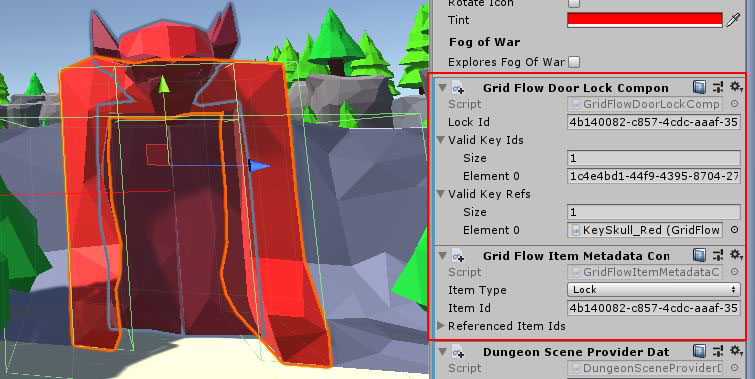 Rotate Icon
Tint
Fog of War
Explores Fog Of War
Grid Flow Door Lock Compon
Script GridFlowDoorLockComp
Lock Id 4b140082-c857-4cdc-aaaf-35
Valid Key Ids
Size 1
Element 0 1c4e4bd1-44f9-4395-8704-27
Valid Key Refs
Size 1
Element 0 KeySkull_Red (GridFlow
Grid Flow Item Metadata Con
Script GridFlowItemMetadataC
Item Type Lock
Item Id 4b140082-c857-4cdc-aaaf-35
Referenced Item Ids
Dungeon Scene Provider Dat
Script DungeonSceneProviderD